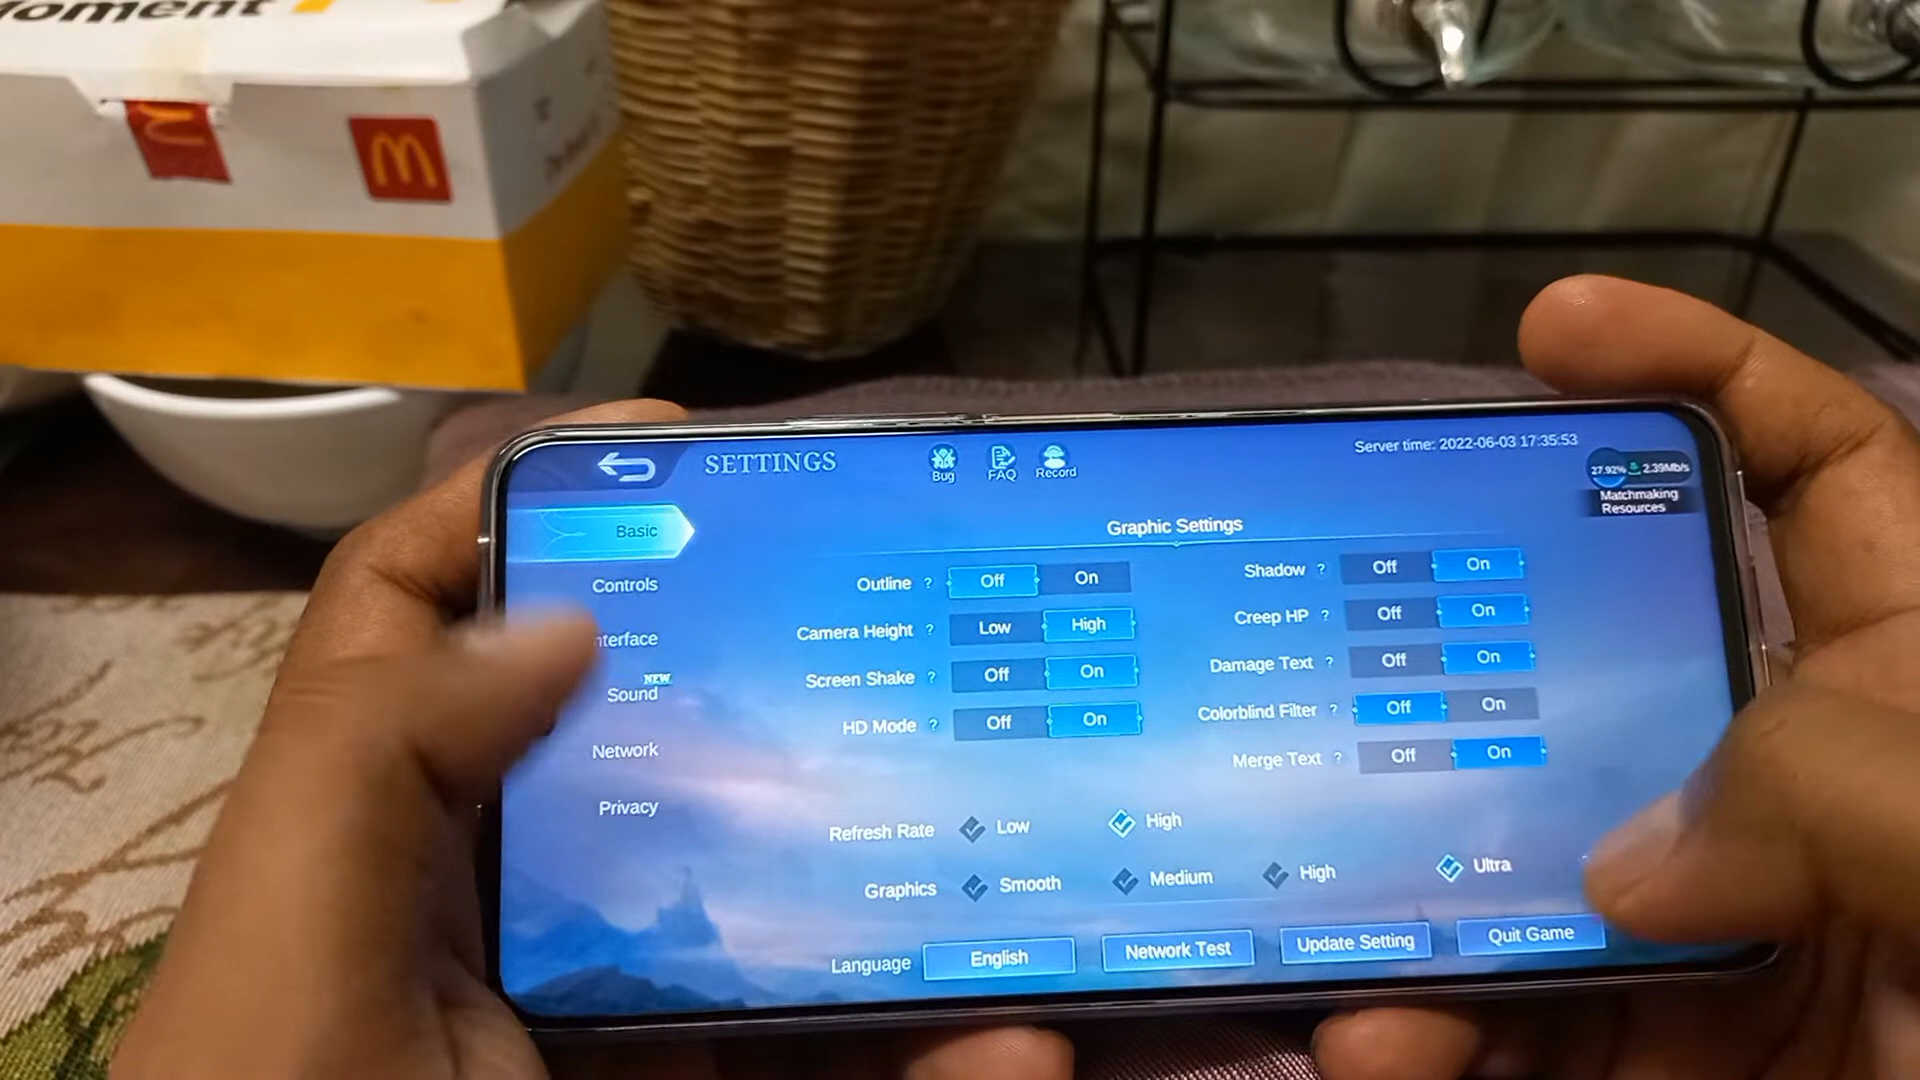 Moment
SETTINGS
Bug
FAQ
Record
Server time: 2022-06-03 17:35:53
27.92% 2.39Mb/s
Matchmaking
Resources
Basic
Controls
Interface
NEW
Sound
Network
Privacy
Graphic Settings
Outline ? Off On
Camera Height ? Low High
Screen Shake ? Off On
HD Mode ? Off On
Shadow ? Off On
Creep HP ? Off On
Damage Text ? Off On
Colorblind Filter ? Off On
Merge Text ? Off On
Refresh Rate Low High
Graphics Smooth Medium High Ultra
Language English Network Test Update Setting Quit Game